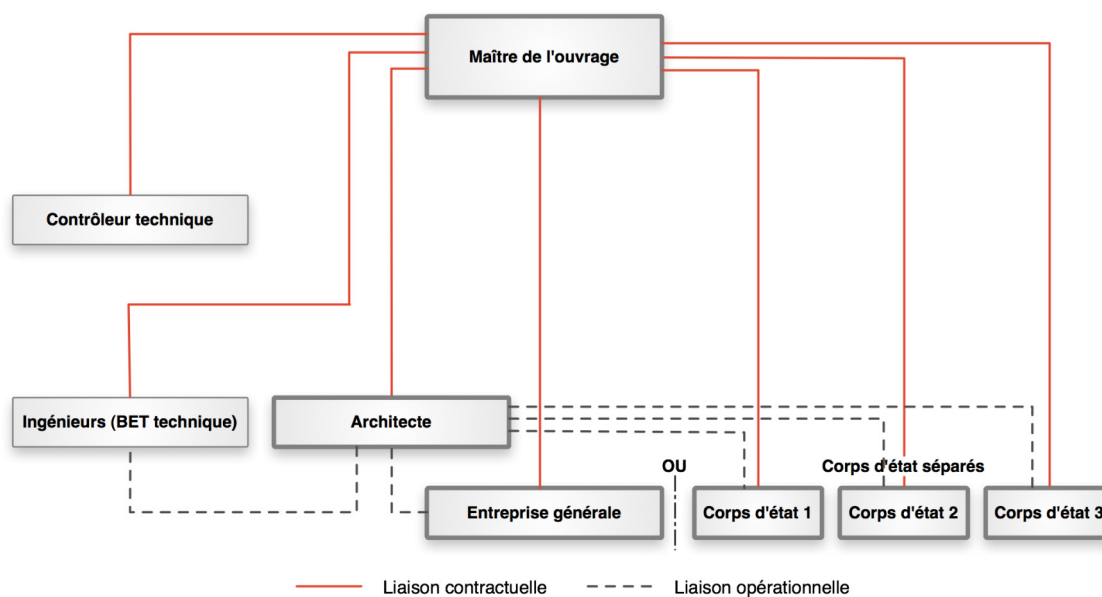 Maître de l'ouvrage
Contrôleur technique
Ingénieurs (BET technique)
Architecte
OU
Corps d'état séparés
Entreprise générale
Corps d'état 1
Corps d'état 2
Corps d'état 3
Liaison contractuelle
Liaison opérationnelle